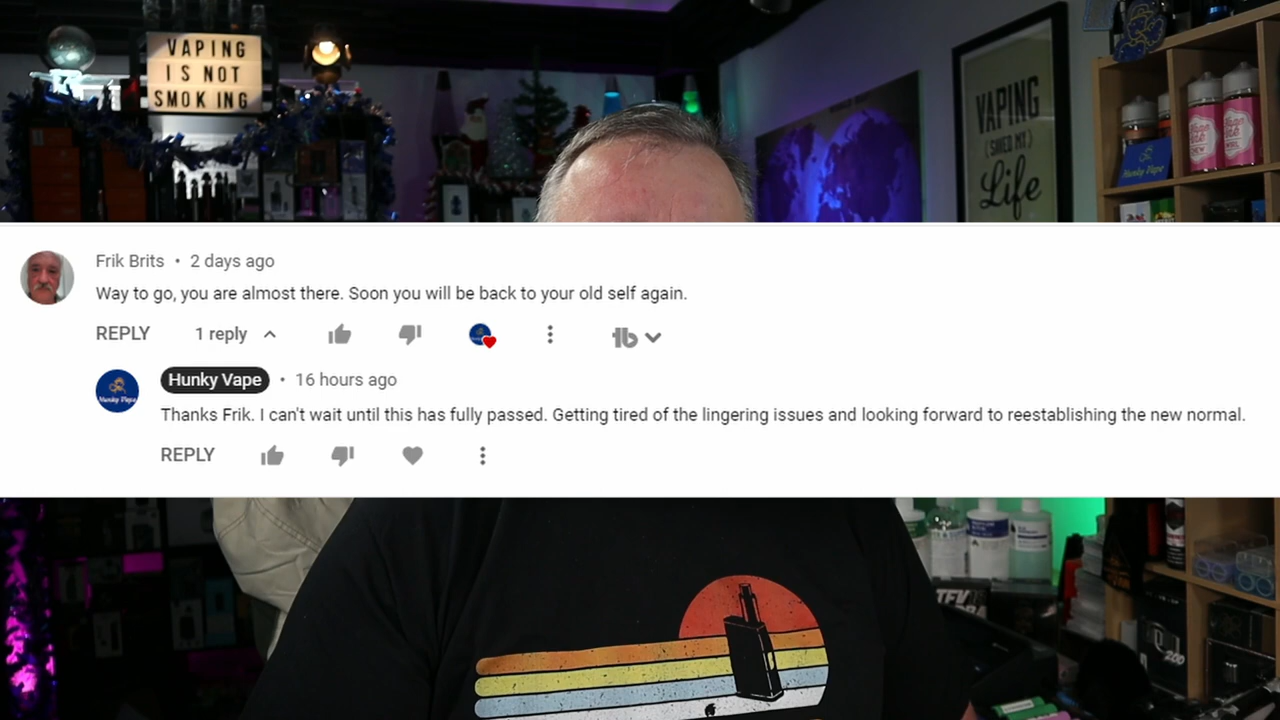 VAPING
IS NOT
SMOKING
VAPING
(SAVED MY)
Life
Hunky Vape
Frik Brits • 2 days ago
Way to go, you are almost there. Soon you will be back to your old self again.
REPLY 1 reply
Hunky Vape • 16 hours ago
Thanks Frik. I can't wait until this has fully passed. Getting tired of the lingering issues and looking forward to reestablishing the new normal.
REPLY
200